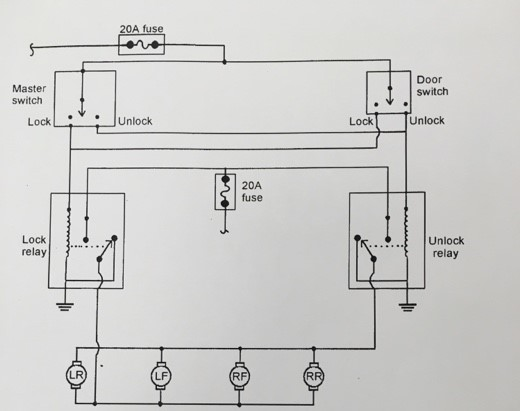 20A fuse
Master
switch
Lock
Unlock
Door
switch
Lock
Unlock
20A
fuse
Lock
relay
Unlock
relay
LR
LF
RF
RR